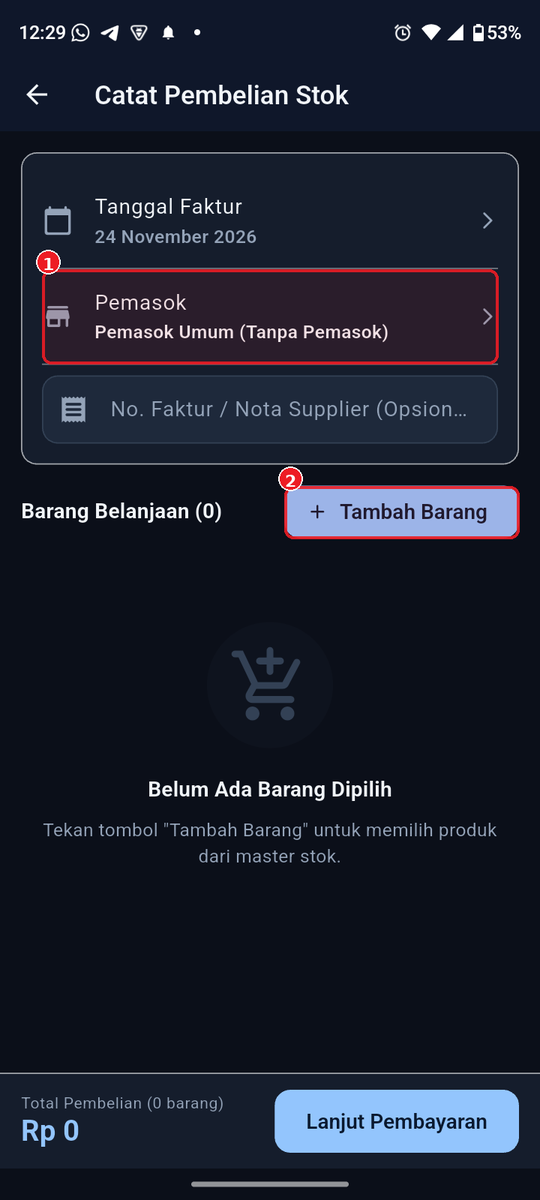 12:29
53%
Catat Pembelian Stok
Tanggal Faktur
24 November 2026
1
Pemasok
Pemasok Umum (Tanpa Pemasok)
No. Faktur / Nota Supplier (Opsion...
2
Barang Belanjaan (0)
+ Tambah Barang
Belum Ada Barang Dipilih
Tekan tombol "Tambah Barang" untuk memilih produk
dari master stok.
Total Pembelian (0 barang)
Rp 0
Lanjut Pembayaran